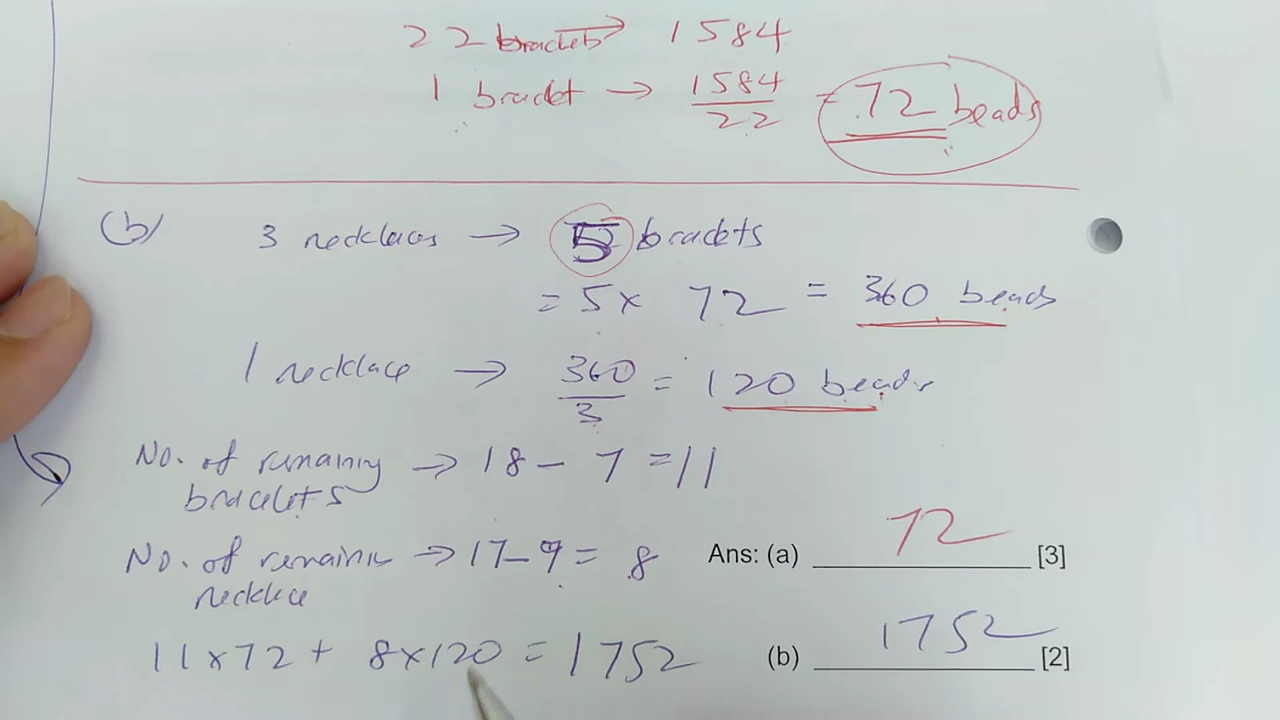 22 bracelets → 1584
1 bracelet → 1584/22 = 72 beads
(b) 3 necklaces → 5 bracelets
= 5 x 72 = 360 beads
1 necklace → 360/3 = 120 beads
No. of remaining bracelets → 18 - 7 = 11
No. of remaining necklace → 17 - 9 = 8
11 x 72 + 8 x 120 = 1752
Ans: (a) 72 [3]
(b) 1752 [2]